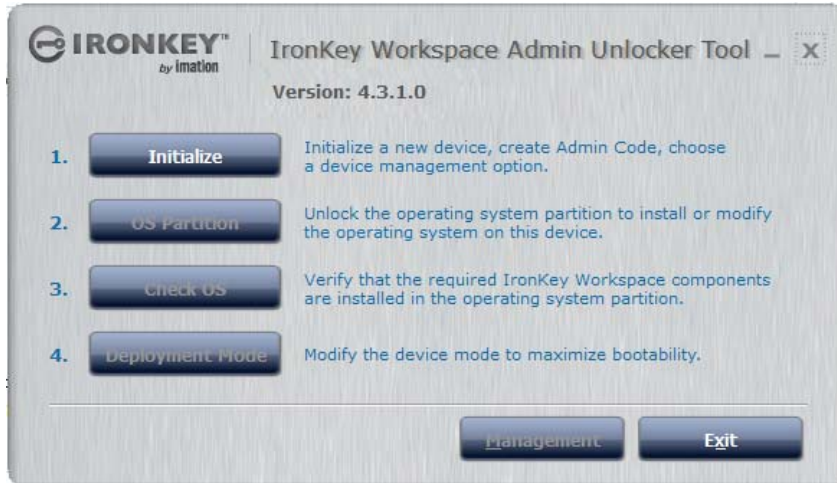 IRONKEY™
by imation
IronKey Workspace Admin Unlocker Tool
X
Version: 4.3.1.0
1.
Initialize
Initialize a new device, create Admin Code, choose
a device management option.
2.
OS Partition
Unlock the operating system partition to install or modify
the operating system on this device.
3.
Check OS
Verify that the required IronKey Workspace components
are installed in the operating system partition.
4.
Deployment Mode
Modify the device mode to maximize bootability.
Management
Exit